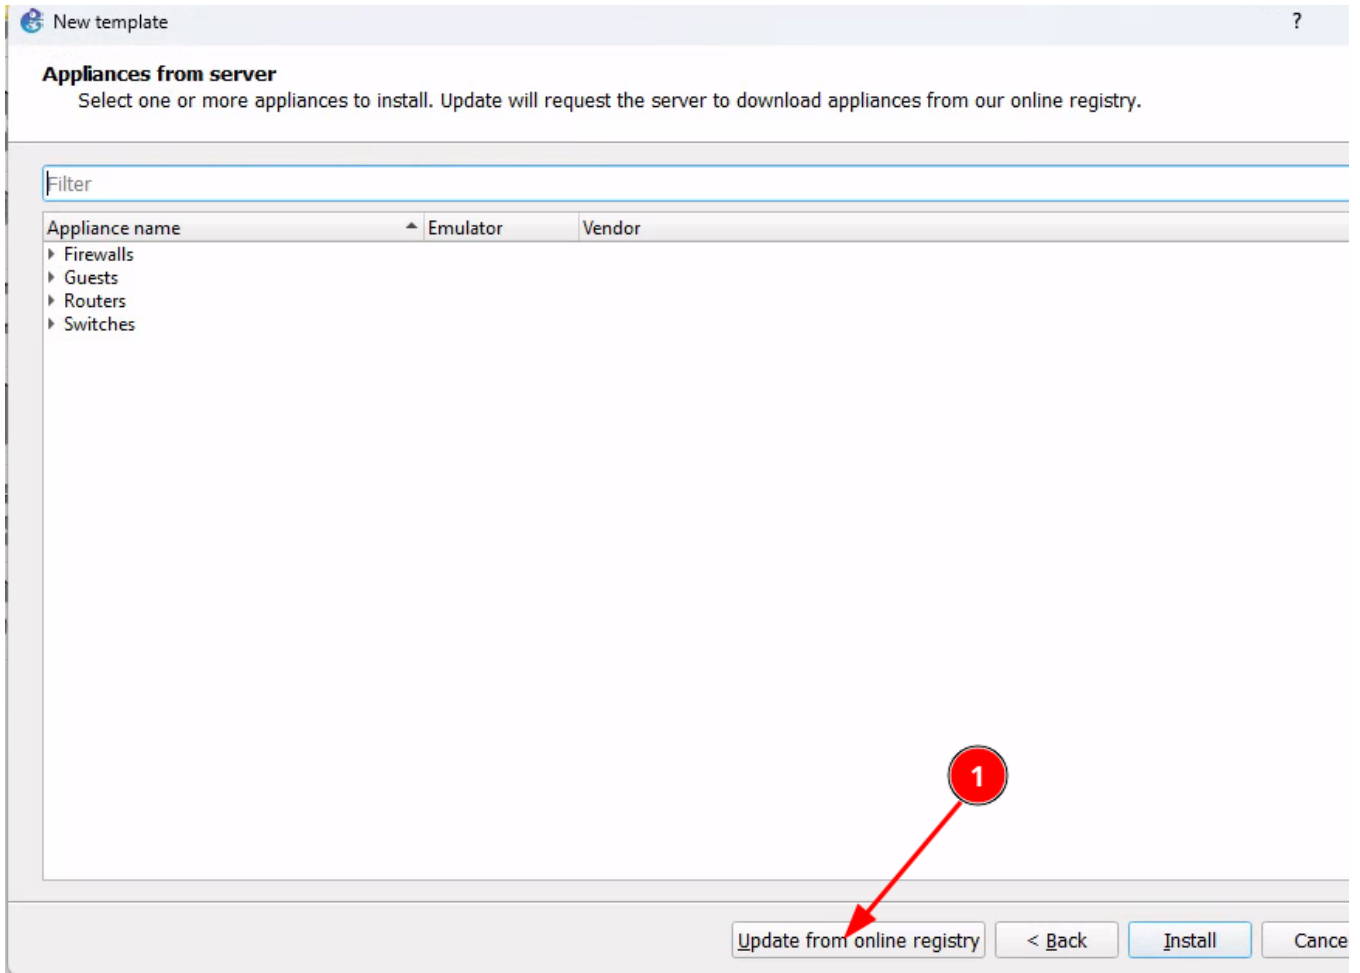 New template ?
Appliances from server
Select one or more appliances to install. Update will request the server to download appliances from our online registry.
Filter
Appliance name Emulator Vendor
Firewalls
Guests
Routers
Switches
1
Update from online registry < Back Install Cance